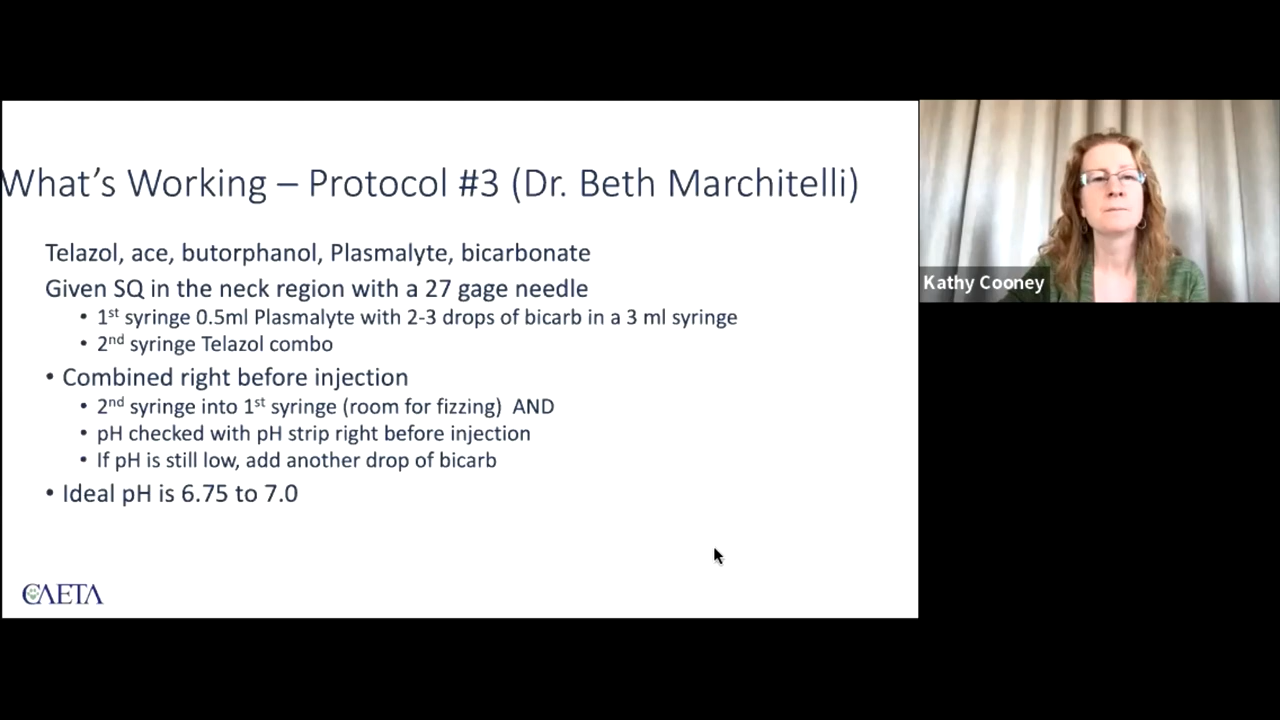 What's Working – Protocol #3 (Dr. Beth Marchitelli)
Telazol, ace, butorphanol, Plasmalyte, bicarbonate
Given SQ in the neck region with a 27 gage needle
• 1st syringe 0.5ml Plasmalyte with 2-3 drops of bicarb in a 3 ml syringe
• 2nd syringe Telazol combo
• Combined right before injection
• 2nd syringe into 1st syringe (room for fizzing)  AND
• pH checked with pH strip right before injection
• If pH is still low, add another drop of bicarb
• Ideal pH is 6.75 to 7.0
CAETA
Kathy Cooney